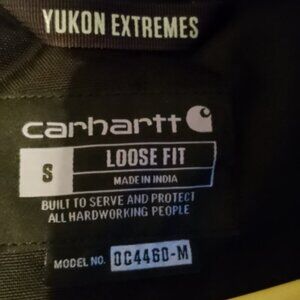 YUKON EXTREMES
carhartt
S
LOOSE FIT
MADE IN INDIA
BUILT TO SERVE AND PROTECT
ALL HARDWORKING PEOPLE
MODEL NO. OC4460-M